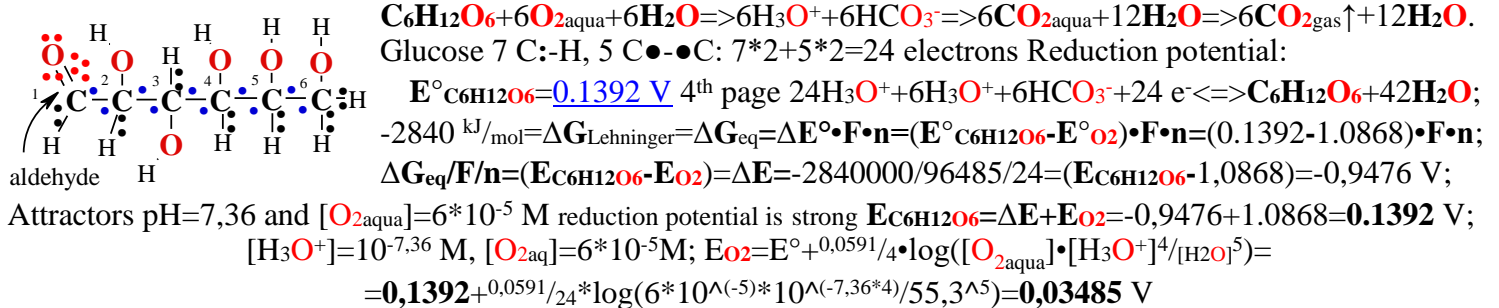 C6H12O6+6O2aqua+6H2O=>6H3O⁺+6HCO3⁻=>6CO2aqua+12H2O=>6CO2gas↑+12H2O.
Glucose 7 C:-H, 5 C●-●C: 7*2+5*2=24 electrons Reduction potential:
E°C6H12O6=0.1392 V 4th page 24H3O⁺+6H3O⁺+6HCO3⁻+24 e⁻<=>C6H12O6+42H2O;
-2840 kJ/mol=ΔGLehninger=ΔGeq=ΔE°•F•n=(E°C6H12O6-E°O2)•F•n=(0.1392-1.0868)•F•n;
ΔGeq/F/n=(EC6H12O6-EO2)=ΔE=-2840000/96485/24=(EC6H12O6-1,0868)=-0,9476 V;
Attractors pH=7,36 and [O2aqua]=6*10⁻⁵ M reduction potential is strong EC6H12O6=ΔE+EO2=-0,9476+1.0868=0.1392 V;
[H3O⁺]=10⁻⁷,³⁶ M, [O2aq]=6*10⁻⁵M; EO2=E°+0,0591/4•log([O2aqua]•[H3O⁺]⁴/[H2O]⁵)=
=0,1392+0,0591/24*log(6*10^(-5)*10^(-7,36*4)/55,3^5)=0,03485 V
O H O H H O H O H O
1 2 3 4 5 6
C C C C C C H
H H O H H H
H
aldehyde